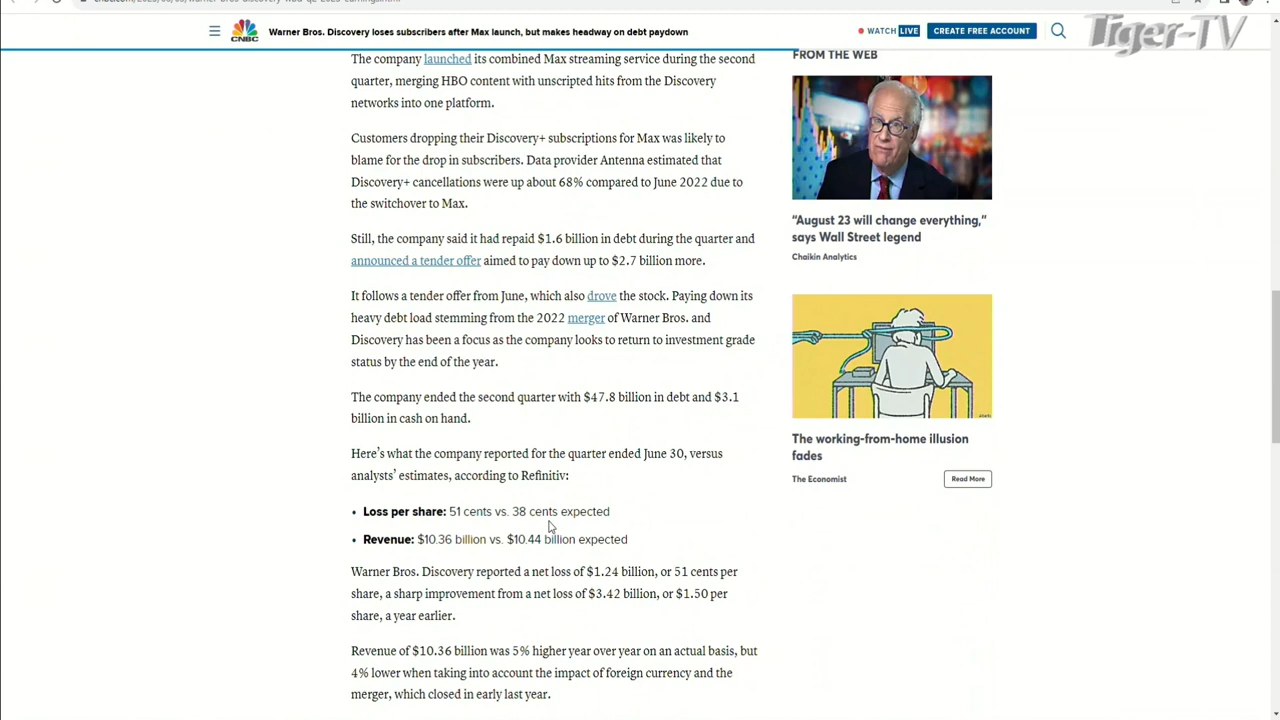 Tiger-TV
CNBC
Warner Bros. Discovery loses subscribers after Max launch, but makes headway on debt paydown
WATCH LIVE
CREATE FREE ACCOUNT
The company launched its combined Max streaming service during the second
quarter, merging HBO content with unscripted hits from the Discovery
networks into one platform.
Customers dropping their Discovery+ subscriptions for Max was likely to
blame for the drop in subscribers. Data provider Antenna estimated that
Discovery+ cancellations were up about 68% compared to June 2022 due to
the switchover to Max.
Still, the company said it had repaid $1.6 billion in debt during the quarter and
announced a tender offer aimed to pay down up to $2.7 billion more.
It follows a tender offer from June, which also drove the stock. Paying down its
heavy debt load stemming from the 2022 merger of Warner Bros. and
Discovery has been a focus as the company looks to return to investment grade
status by the end of the year.
The company ended the second quarter with $47.8 billion in debt and $3.1
billion in cash on hand.
Here's what the company reported for the quarter ended June 30, versus
analysts' estimates, according to Refinitiv:
• Loss per share: 51 cents vs. 38 cents expected
• Revenue: $10.36 billion vs. $10.44 billion expected
Warner Bros. Discovery reported a net loss of $1.24 billion, or 51 cents per
share, a sharp improvement from a net loss of $3.42 billion, or $1.50 per
share, a year earlier.
Revenue of $10.36 billion was 5% higher year over year on an actual basis, but
4% lower when taking into account the impact of foreign currency and the
merger, which closed in early last year.
FROM THE WEB
“August 23 will change everything,”
says Wall Street legend
Chaikin Analytics
The working-from-home illusion
fades
The Economist
Read More